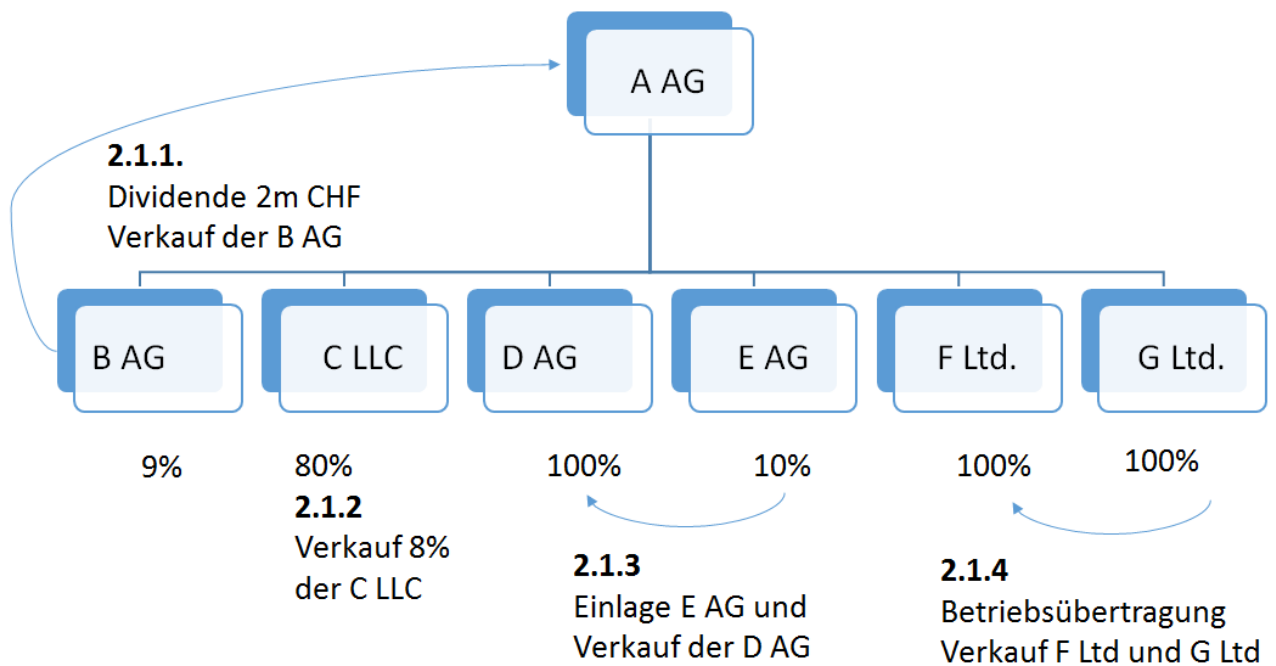 A AG
2.1.1.
Dividende 2m CHF
Verkauf der B AG
B AG
C LLC
D AG
E AG
F Ltd.
G Ltd.
9%
80%
100%
10%
100%
100%
2.1.2
Verkauf 8%
der C LLC
2.1.3
Einlage E AG und
Verkauf der D AG
2.1.4
Betriebsübertragung
Verkauf F Ltd und G Ltd